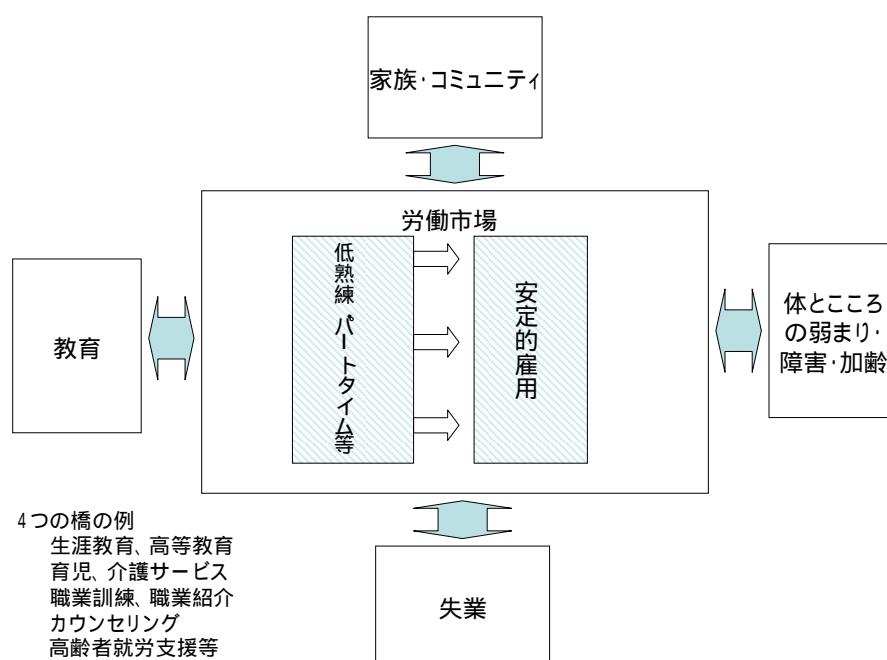 家族・コミュニティ
労働市場
低熟練、パートタイム等
安定的雇用
教育
体とこころ
の弱まり・
障害・加齢
4つの橋の例
生涯教育、高等教育
育児、介護サービス
職業訓練、職業紹介
カウンセリング
高齢者就労支援等
失業